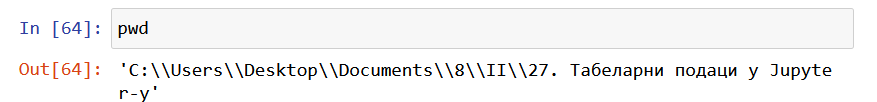 In [64]: pwd
Out[64]: 'C:\\Users\\Desktop\\Documents\\8\\II\\27. Табеларни подаци у Jupyte
r-у'